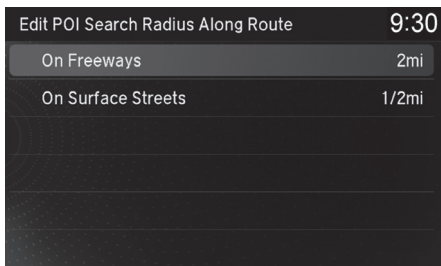 Edit POI Search Radius Along Route 9:30
On Freeways 2mi
On Surface Streets 1/2mi